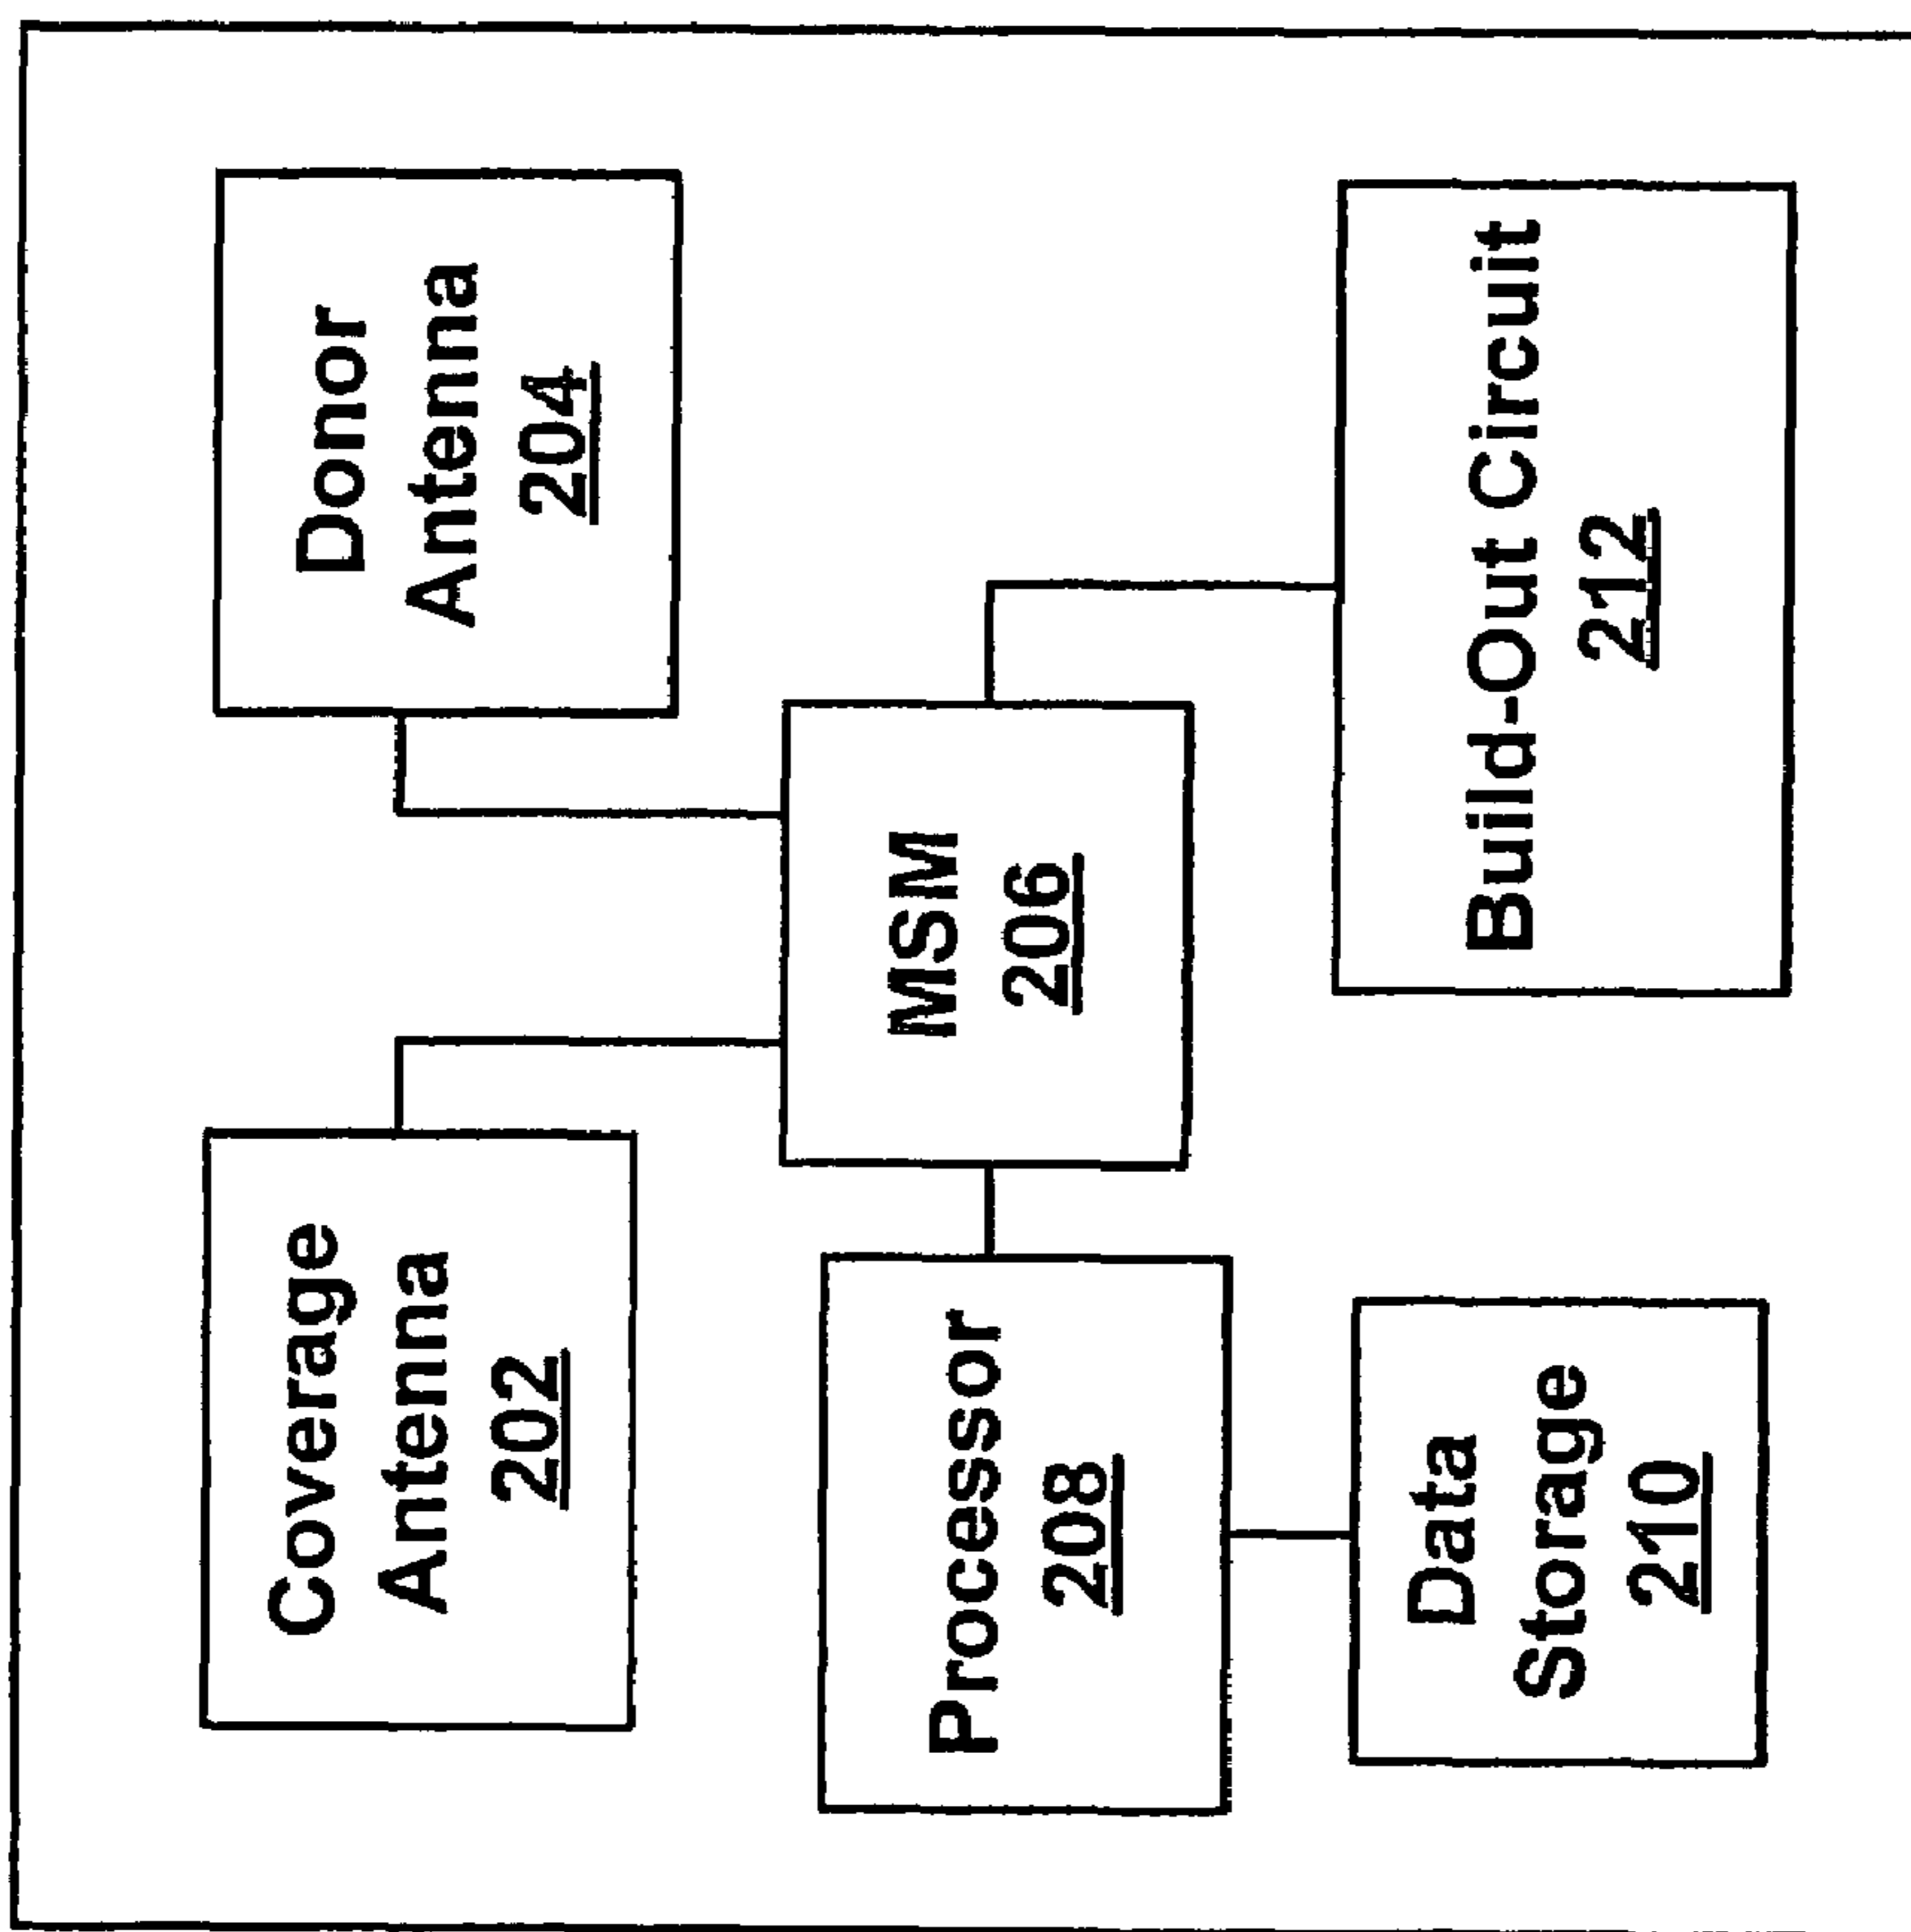 Coverage
Antenna
202
Donor
Antenna
204
MSM
206
Processor
208
Data
Storage
210
Build-Out Circuit
212